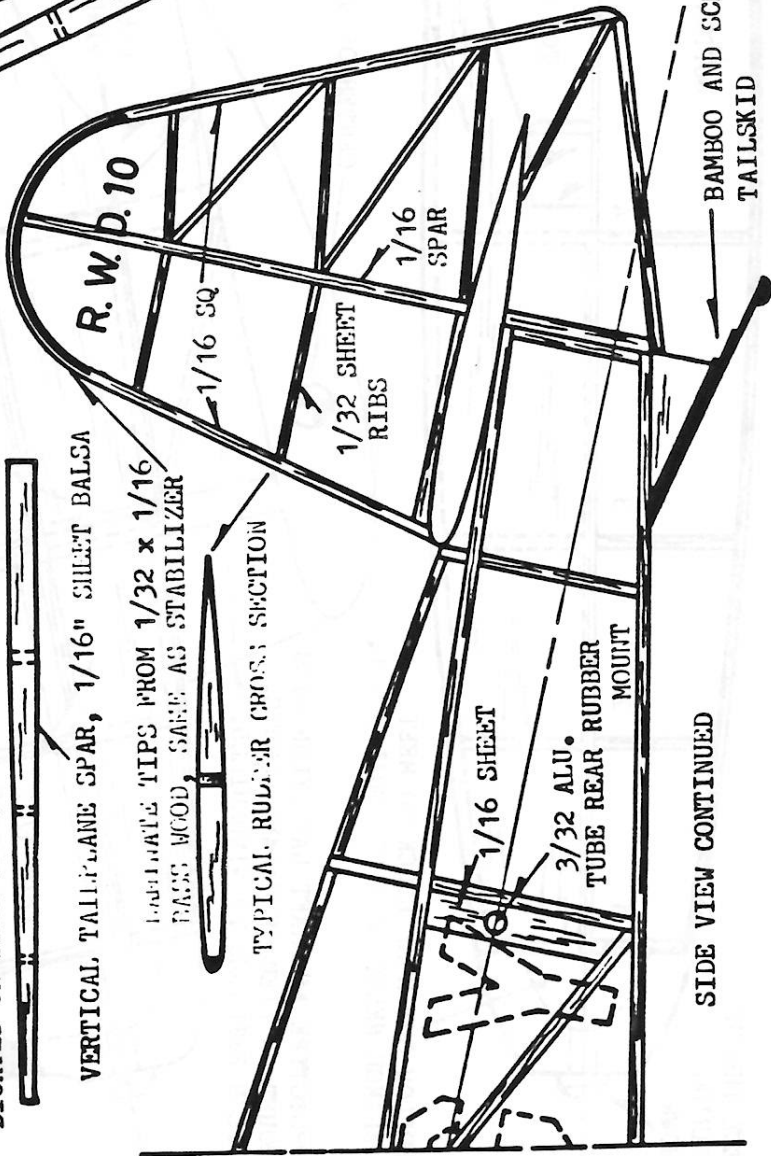 VERTICAL TAILPLANE SPAR, 1/16" SHEET BALSA
LAMINATE TIPS FROM 1/32 x 1/16
BASS WOOD, SAME AS STABILIZER
TYPICAL RUDDER CROSS SECTION
R. W. D. 10
1/16 SQ
1/32 SHEET
RIBS
1/16
SPAR
1/16 SHEET
3/32 ALU.
TUBE REAR RUBBER
MOUNT
BAMBOO AND SC
TAILSKID
SIDE VIEW CONTINUED